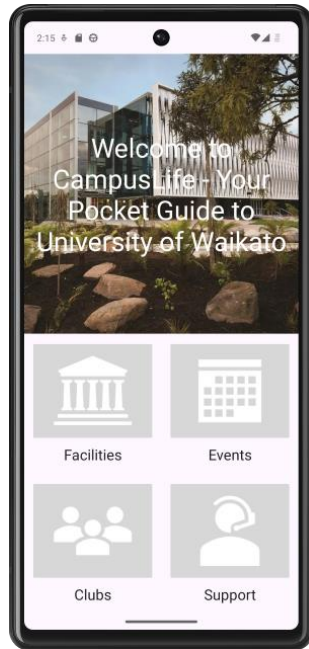 2:15
Welcome to
CampusLife - Your
Pocket Guide to
University of Waikato
Facilities
Events
Clubs
Support